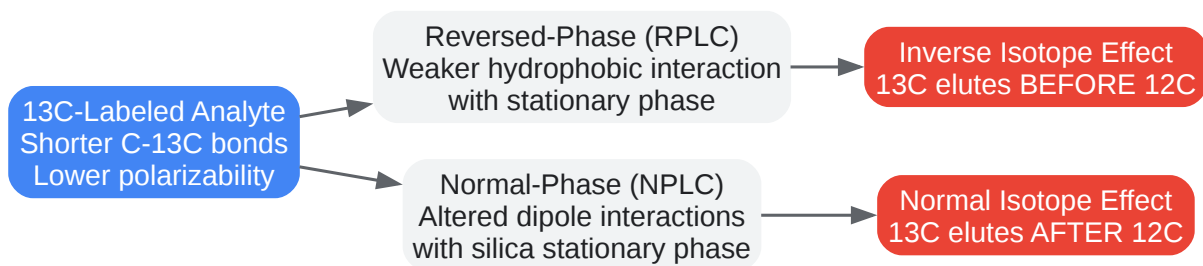 13C-Labeled Analyte
Shorter C-13C bonds
Lower polarizability
Reversed-Phase (RPLC)
Weaker hydrophobic interaction
with stationary phase
Inverse Isotope Effect
13C elutes BEFORE 12C
Normal-Phase (NPLC)
Altered dipole interactions
with silica stationary phase
Normal Isotope Effect
13C elutes AFTER 12C